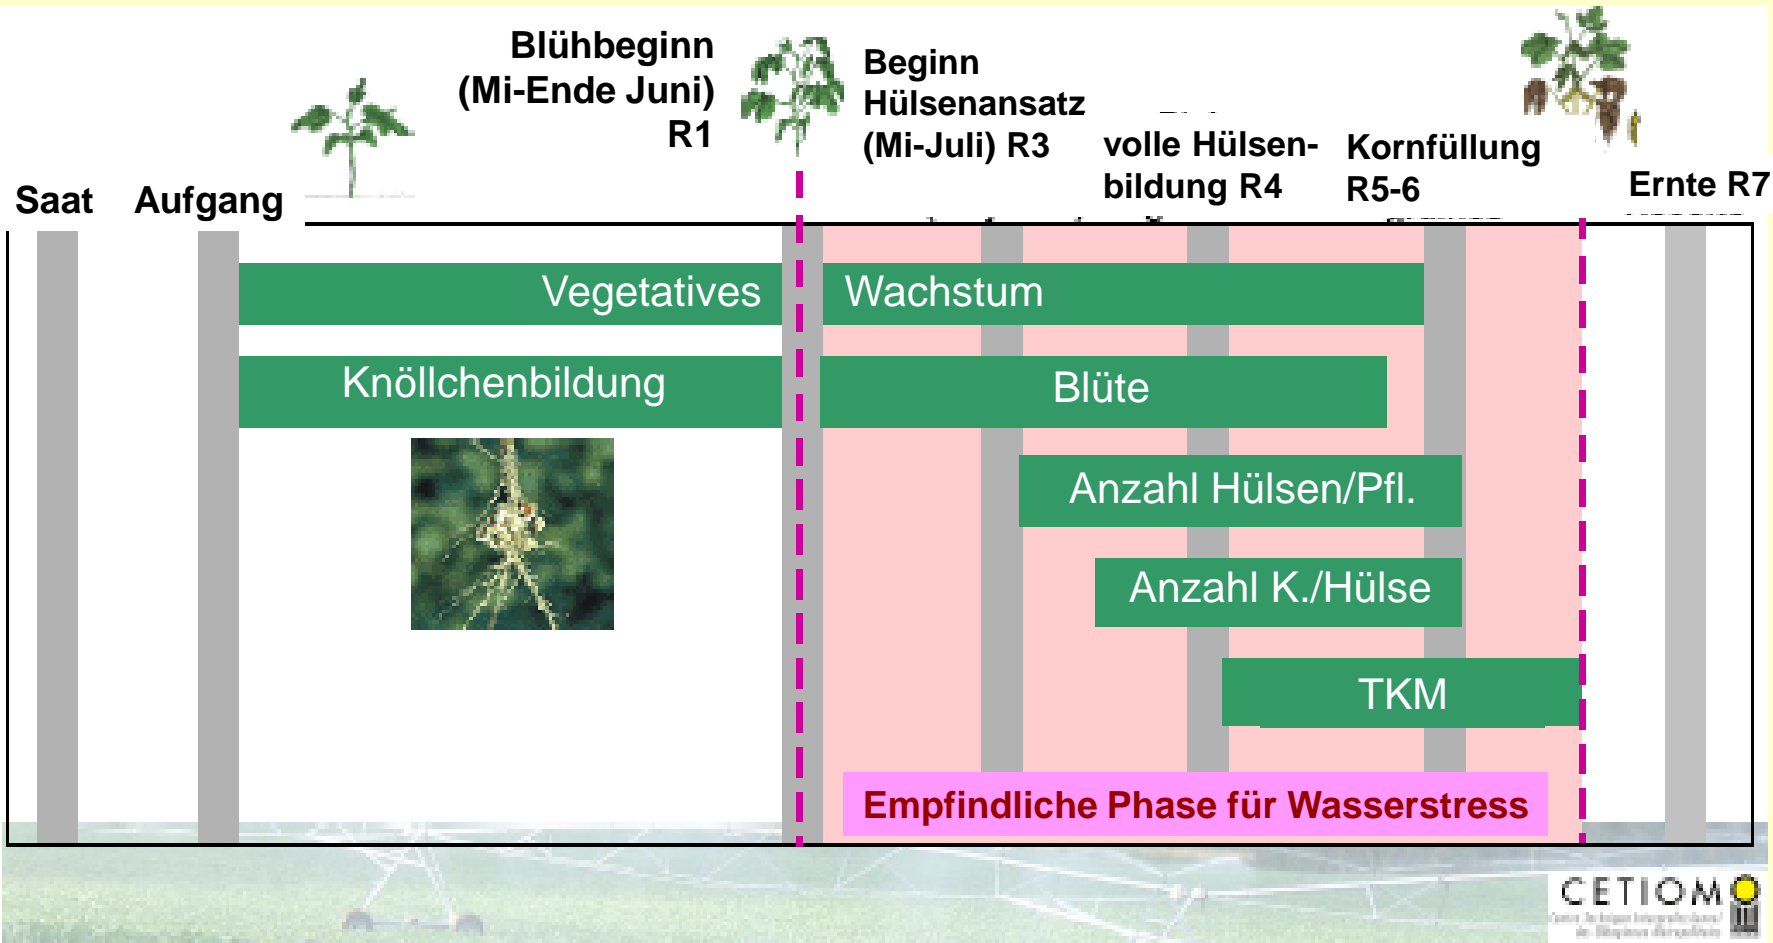 Blühbeginn
(Mi-Ende Juni)
R1
Beginn
Hülsenansatz
(Mi-Juli) R3
volle Hülsen-
bildung R4
Kornfüllung
R5-6
Saat
Aufgang
Ernte R7
Vegetatives Wachstum
Knöllchenbildung
Blüte
Anzahl Hülsen/Pfl.
Anzahl K./Hülse
TKM
Empfindliche Phase für Wasserstress
CETIOM